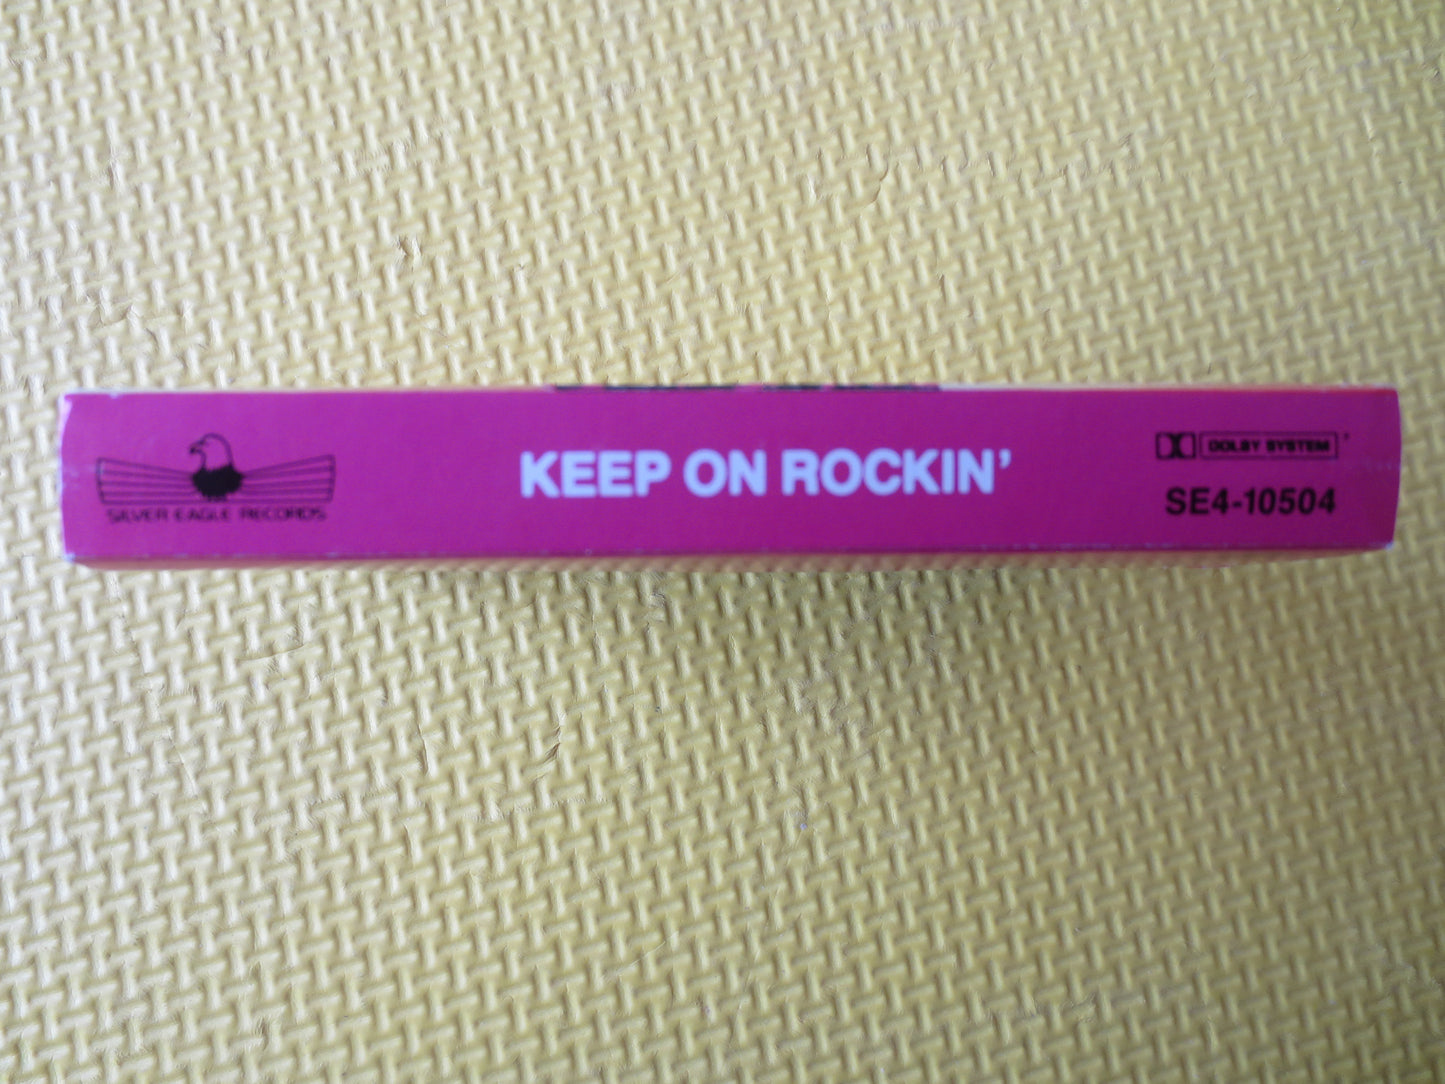 SILVER EAGLE RECORDS
KEEP ON ROCKIN'
DOLBY SYSTEM
SE4-10504